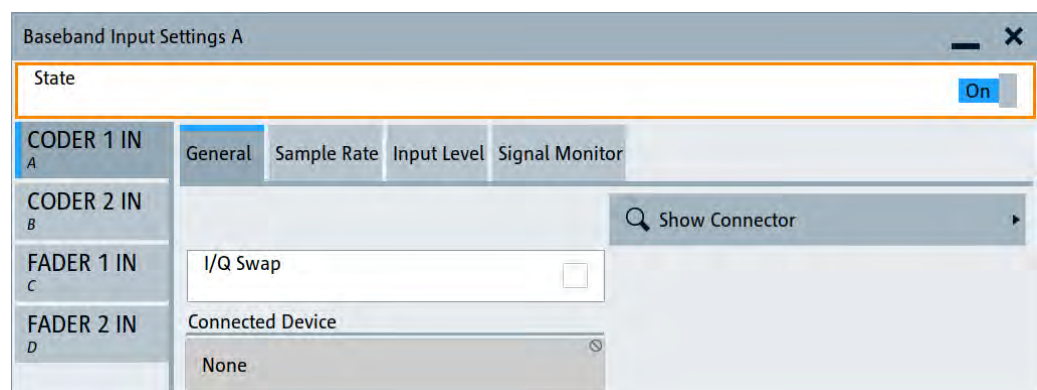 Baseband Input Settings A
State
On
CODER 1 IN
A
General Sample Rate Input Level Signal Monitor
CODER 2 IN
B
Show Connector
FADER 1 IN
C
I/Q Swap
FADER 2 IN
D
Connected Device
None